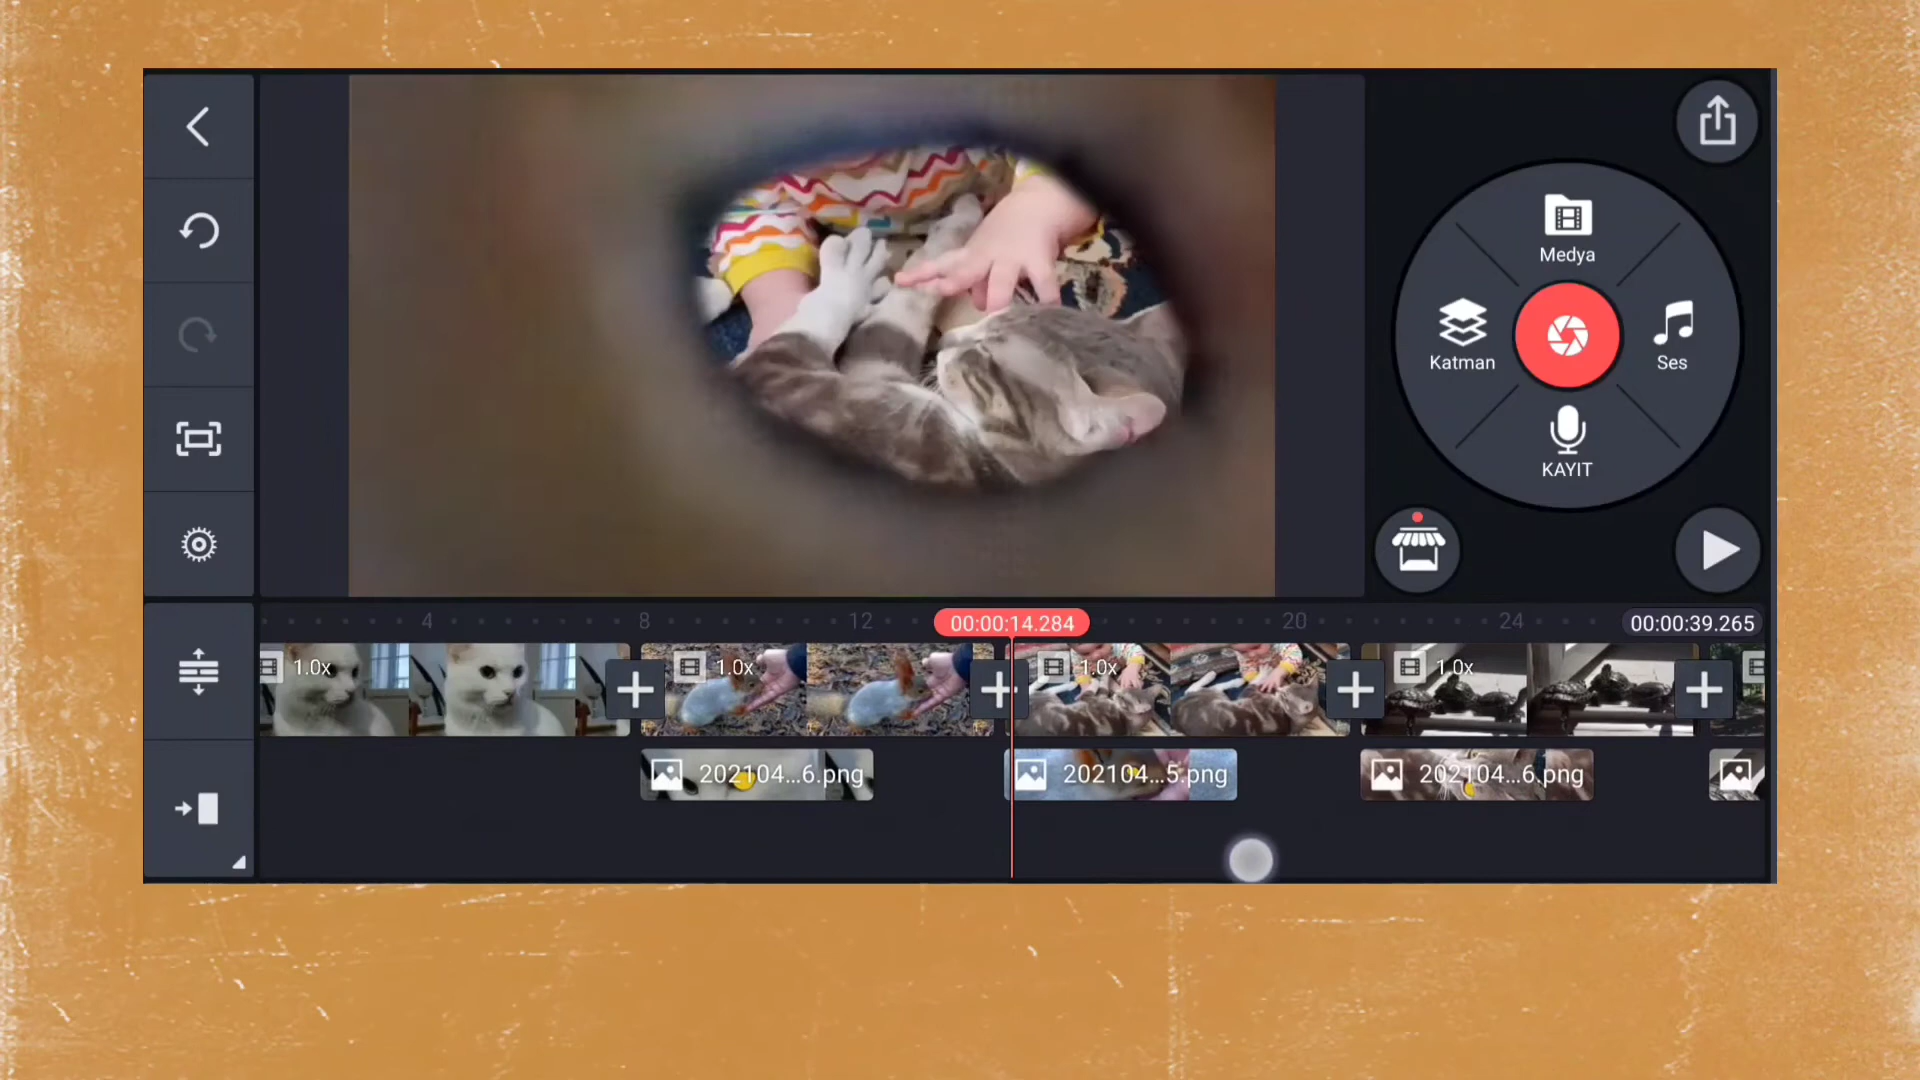 Medya
Katman
Ses
KAYIT
4
8
12
00:00:14.284
20
24
00:00:39.265
1.0x
1.0x
1.0x
1.0x
202104...6.png
202104...5.png
202104...6.png